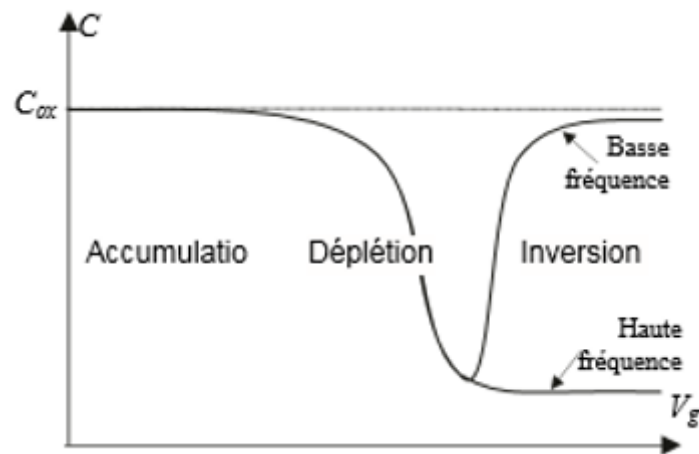 C
C_ox
Basse
fréquence
Accumulatio
Déplétion
Inversion
Haute
fréquence
V_g